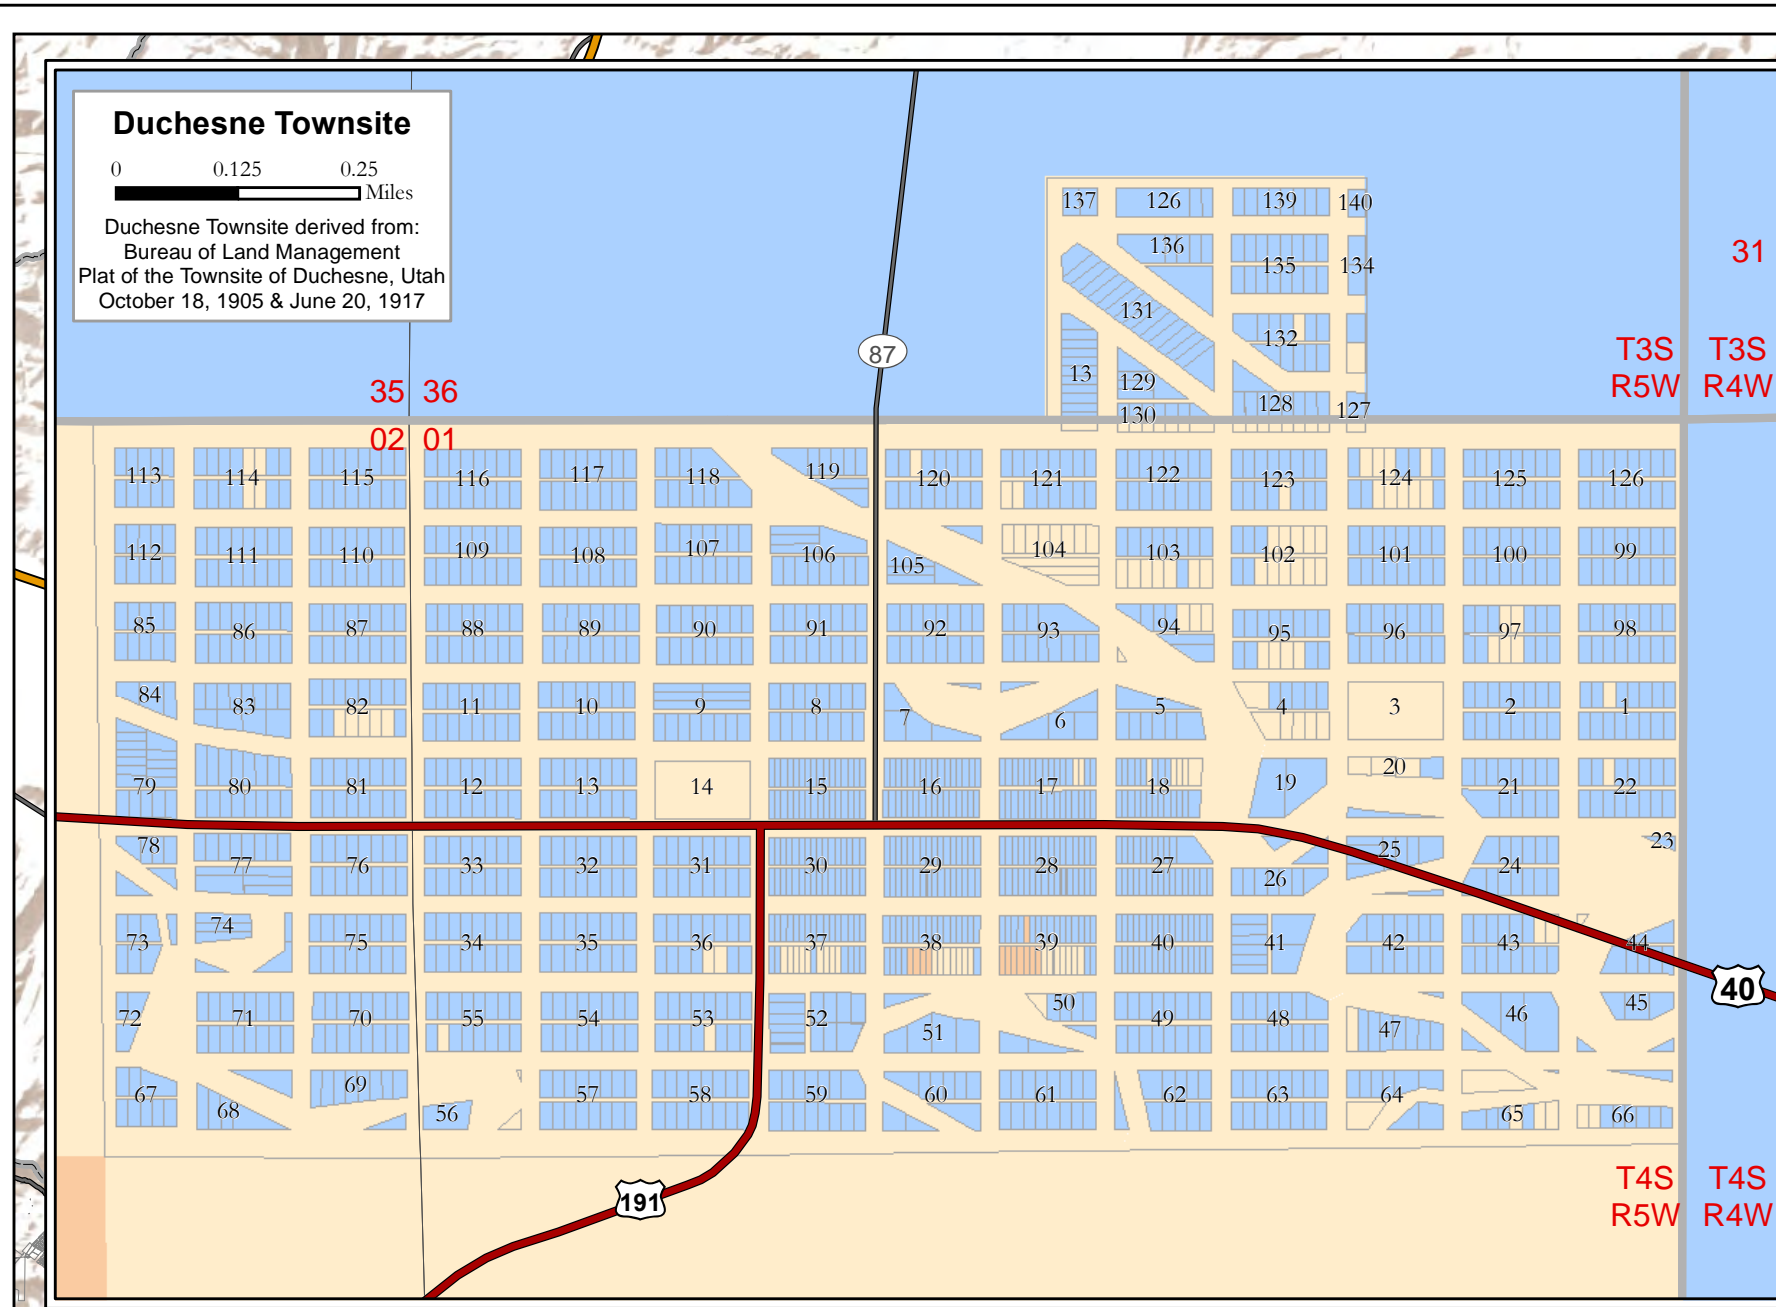 Duchesne Townsite
0 0.125 0.25
Miles
Duchesne Townsite derived from:
Bureau of Land Management
Plat of the Townsite of Duchesne, Utah
October 18, 1905 & June 20, 1917
137 126 139 140
136
135 134
31
131
132
87
T3S T3S
R5W R4W
13 129
128 127
130
35 36
02 01
113 114 115 116 117 118 119 120 121 122 123 124 125 126
112 111 110 109 108 107 106 105 104 103 102 101 100 99
85 86 87 88 89 90 91 92 93 94 95 96 97 98
84 83 82 11 10 9 8 7 6 5 4 3 2 1
79 80 81 12 13 14 15 16 17 18 19 20 21 22
78 77 76 33 32 31 30 29 28 27 26 25 24 23
73 74 75 34 35 36 37 38 39 40 41 42 43 44
40
72 71 70 55 54 53 52 51 50 49 48 47 46 45
67 68 69 56 57 58 59 60 61 62 63 64 65 66
T4S T4S
R5W R4W
191